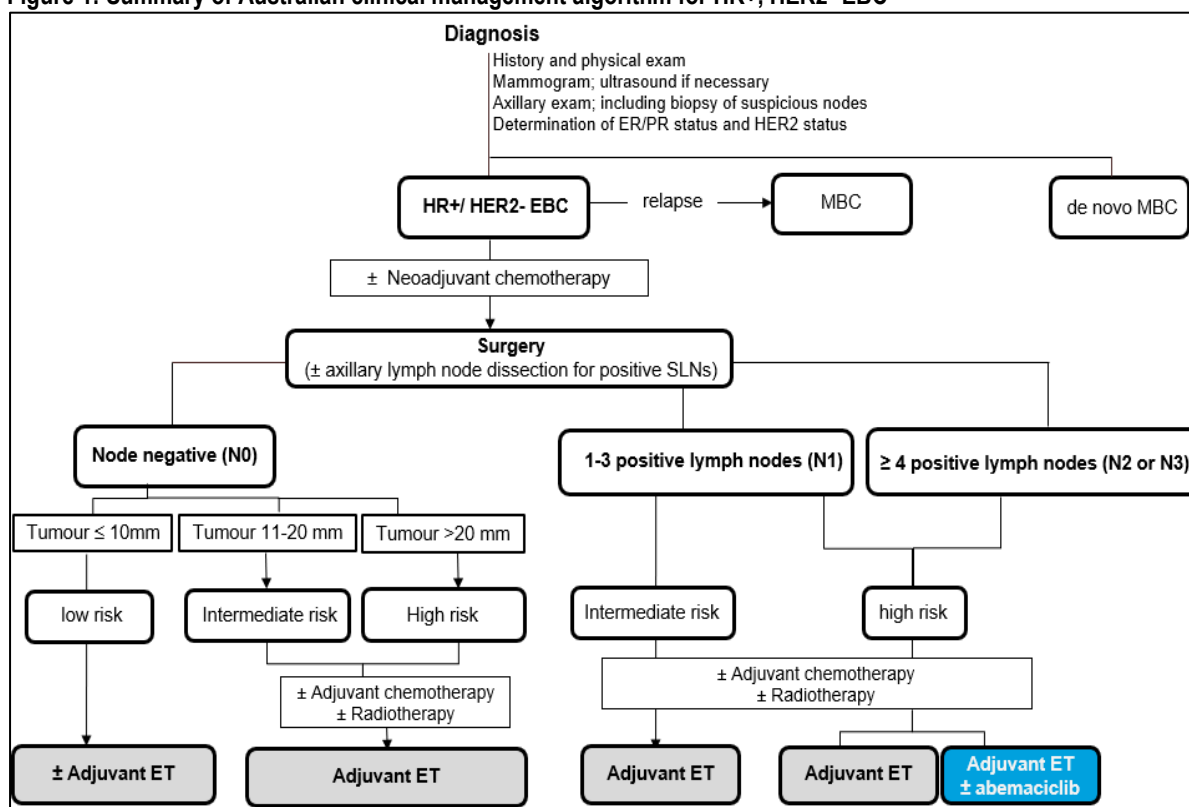 Figure 1: Summary of Australian clinical management algorithm for HR+, HER2- EBC
Diagnosis
History and physical exam
Mammogram; ultrasound if necessary
Axillary exam; including biopsy of suspicious nodes
Determination of ER/PR status and HER2 status
HR+/ HER2- EBC
relapse
MBC
de novo MBC
± Neoadjuvant chemotherapy
Surgery
(± axillary lymph node dissection for positive SLNs)
Node negative (N0)
1-3 positive lymph nodes (N1)
≥ 4 positive lymph nodes (N2 or N3)
Tumour ≤ 10mm
Tumour 11-20 mm
Tumour >20 mm
low risk
Intermediate risk
High risk
Intermediate risk
high risk
± Adjuvant chemotherapy
± Radiotherapy
± Adjuvant chemotherapy
± Radiotherapy
± Adjuvant ET
Adjuvant ET
Adjuvant ET
Adjuvant ET
Adjuvant ET
± abemaciclib